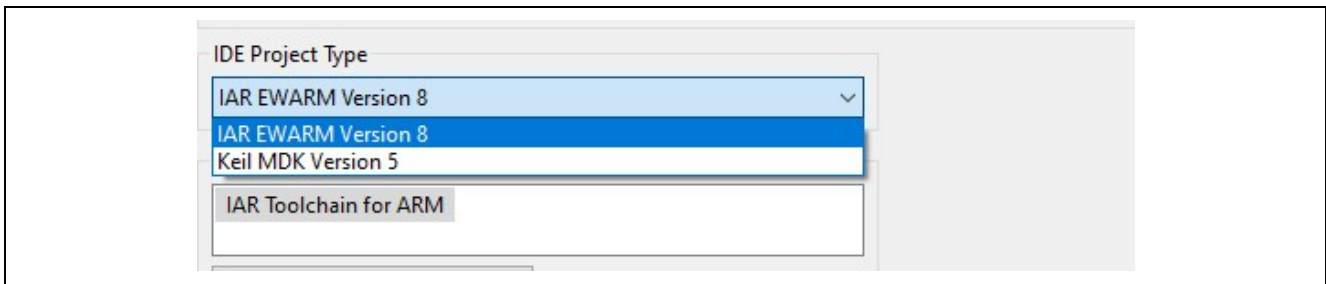 IDE Project Type
IAR EWARM Version 8
IAR EWARM Version 8
Keil MDK Version 5
IAR Toolchain for ARM